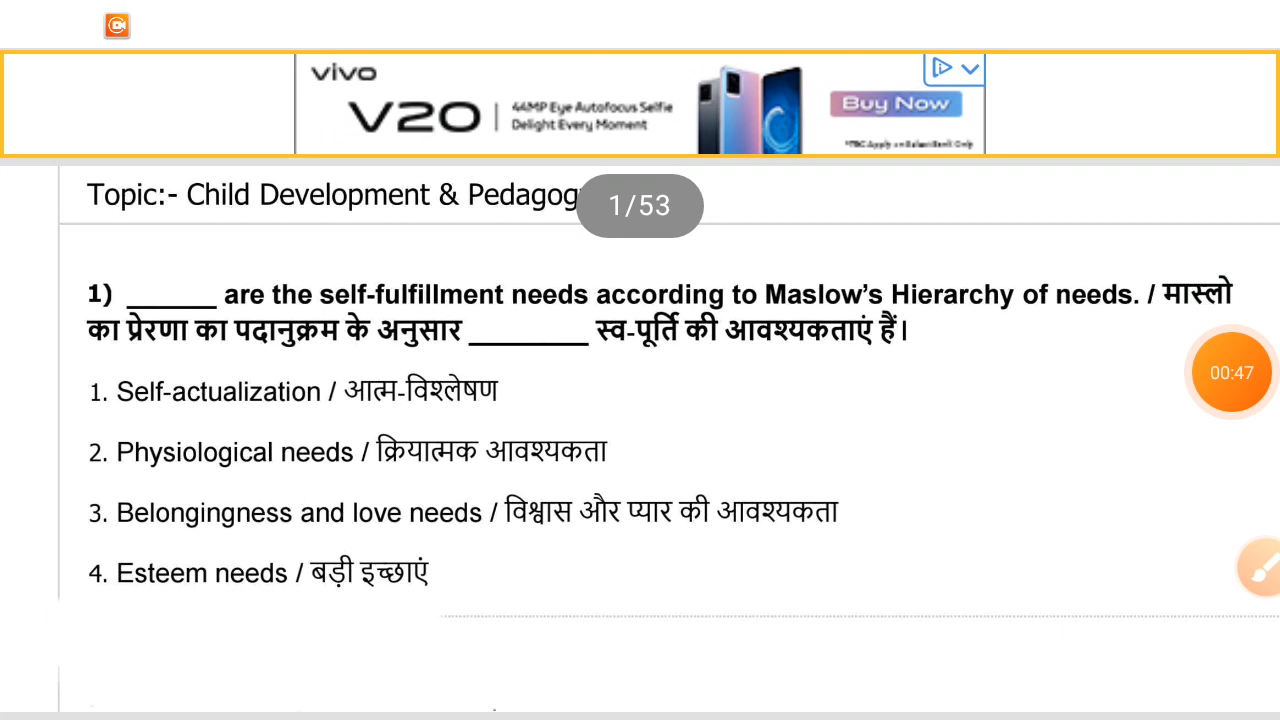 vivo
V20
44MP Eye Autofocus Selfie
Delight Every Moment
Buy Now
Topic:- Child Development &
1/53
1) ______ are the self-fulfillment needs according to Maslow’s Hierarchy of needs. / मास्लो
का प्रेरणा का पदानुक्रम के अनुसार ________ स्व-पूर्ति की आवश्यकताएं हैं।
00:47
1. Self-actualization / आत्म-विश्लेषण
2. Physiological needs / क्रियात्मक आवश्यकता
3. Belongingness and love needs / विश्वास और प्यार की आवश्यकता
4. Esteem needs / बड़ी इच्छाएं